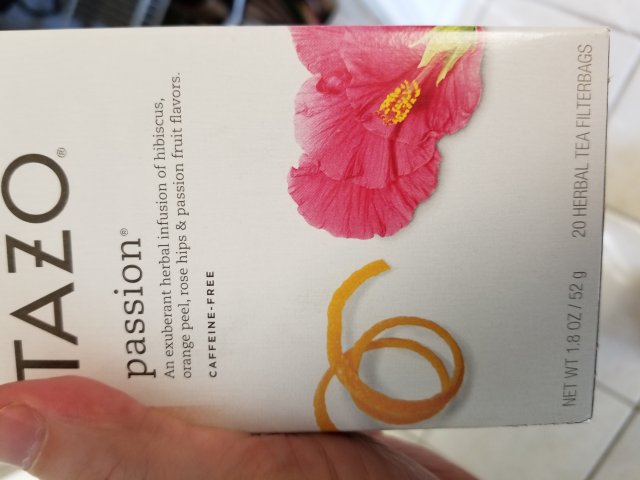 TAZO®
passion®
An exuberant herbal infusion of hibiscus,
orange peel, rose hips & passion fruit flavors.
CAFFEINE-FREE
NET WT 1.8 OZ / 52 g 20 HERBAL TEA FILTERBAGS